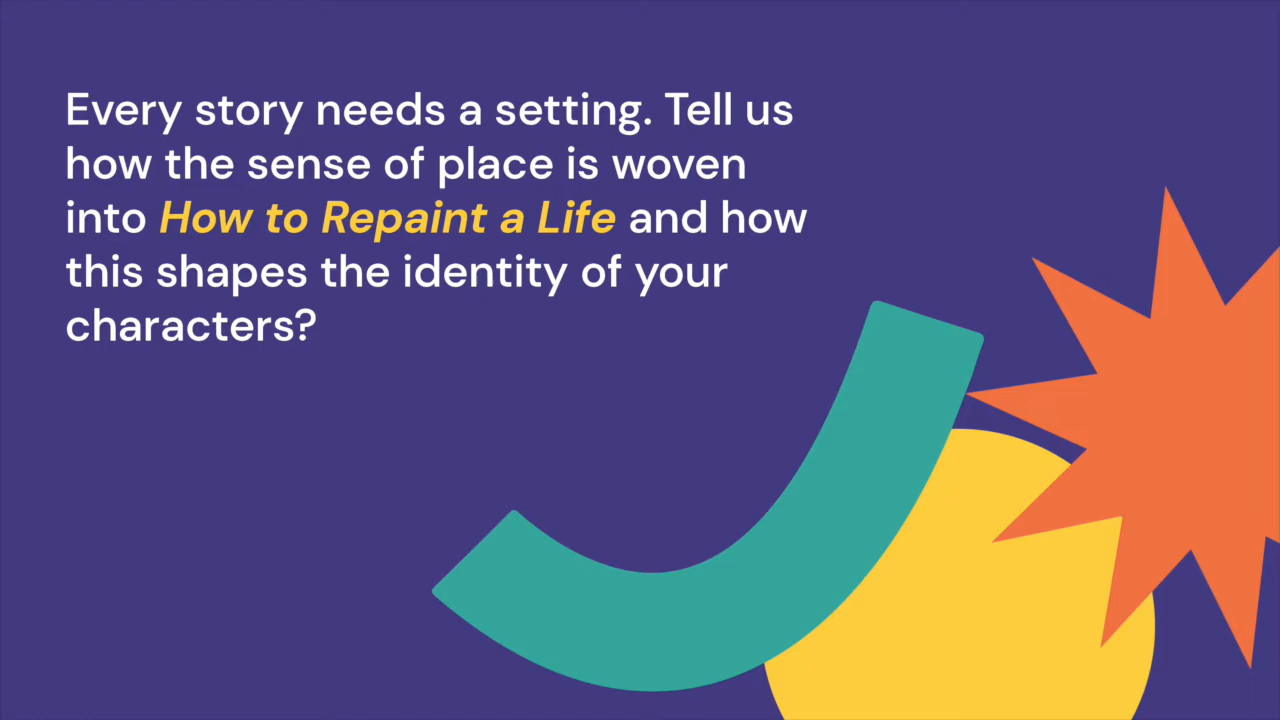 Every story needs a setting. Tell us
how the sense of place is woven
into How to Repaint a Life and how
this shapes the identity of your
characters?